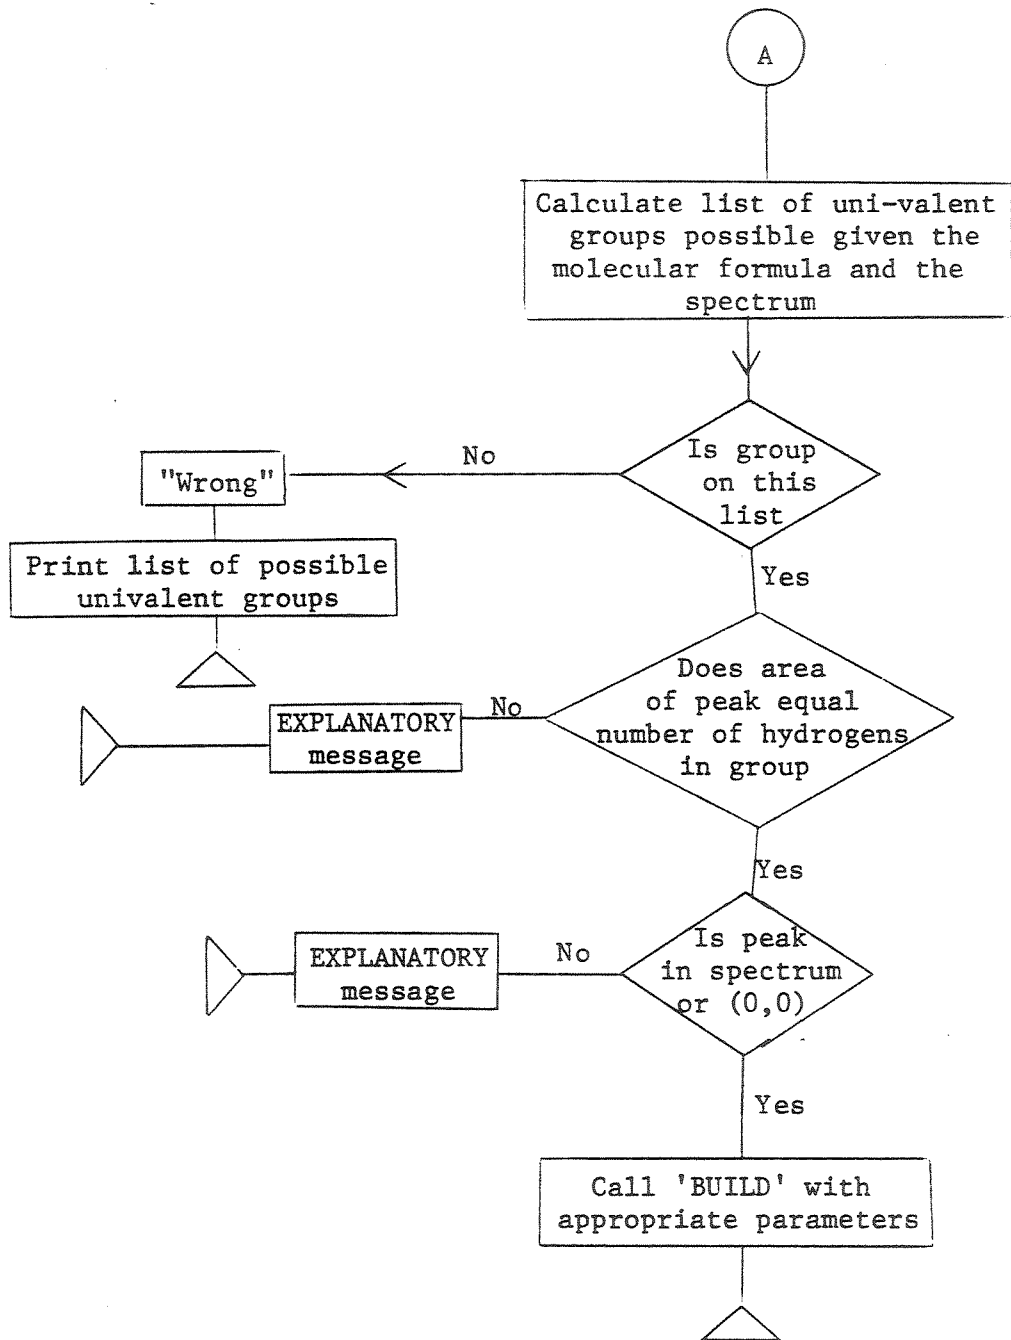 A
Calculate list of uni-valent
groups possible given the
molecular formula and the
spectrum
Is group
on this
list
No
"Wrong"
Print list of possible
univalent groups
Yes
Does area
of peak equal
number of hydrogens
in group
No
EXPLANATORY
message
Yes
Is peak
in spectrum
or (0,0)
No
EXPLANATORY
message
Yes
Call 'BUILD' with
appropriate parameters